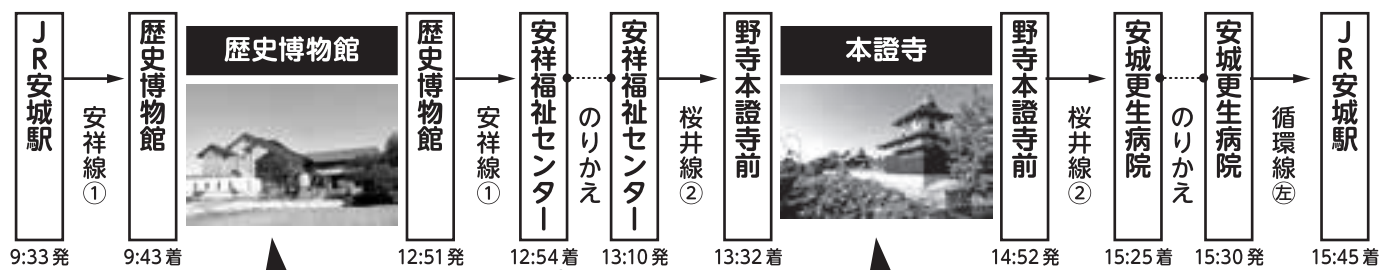 JR安城駅
9:33発
安祥線①
歴史博物館
9:43着
歴史博物館
歴史博物館
12:51発
安祥線①
安祥福祉センター
12:54着
のりかえ
安祥福祉センター
13:10発
桜井線②
野寺本證寺前
13:32着
本證寺
野寺本證寺前
14:52発
桜井線②
安城更生病院
15:25着
のりかえ
安城更生病院
15:30発
循環線㊧
JR安城駅
15:45着